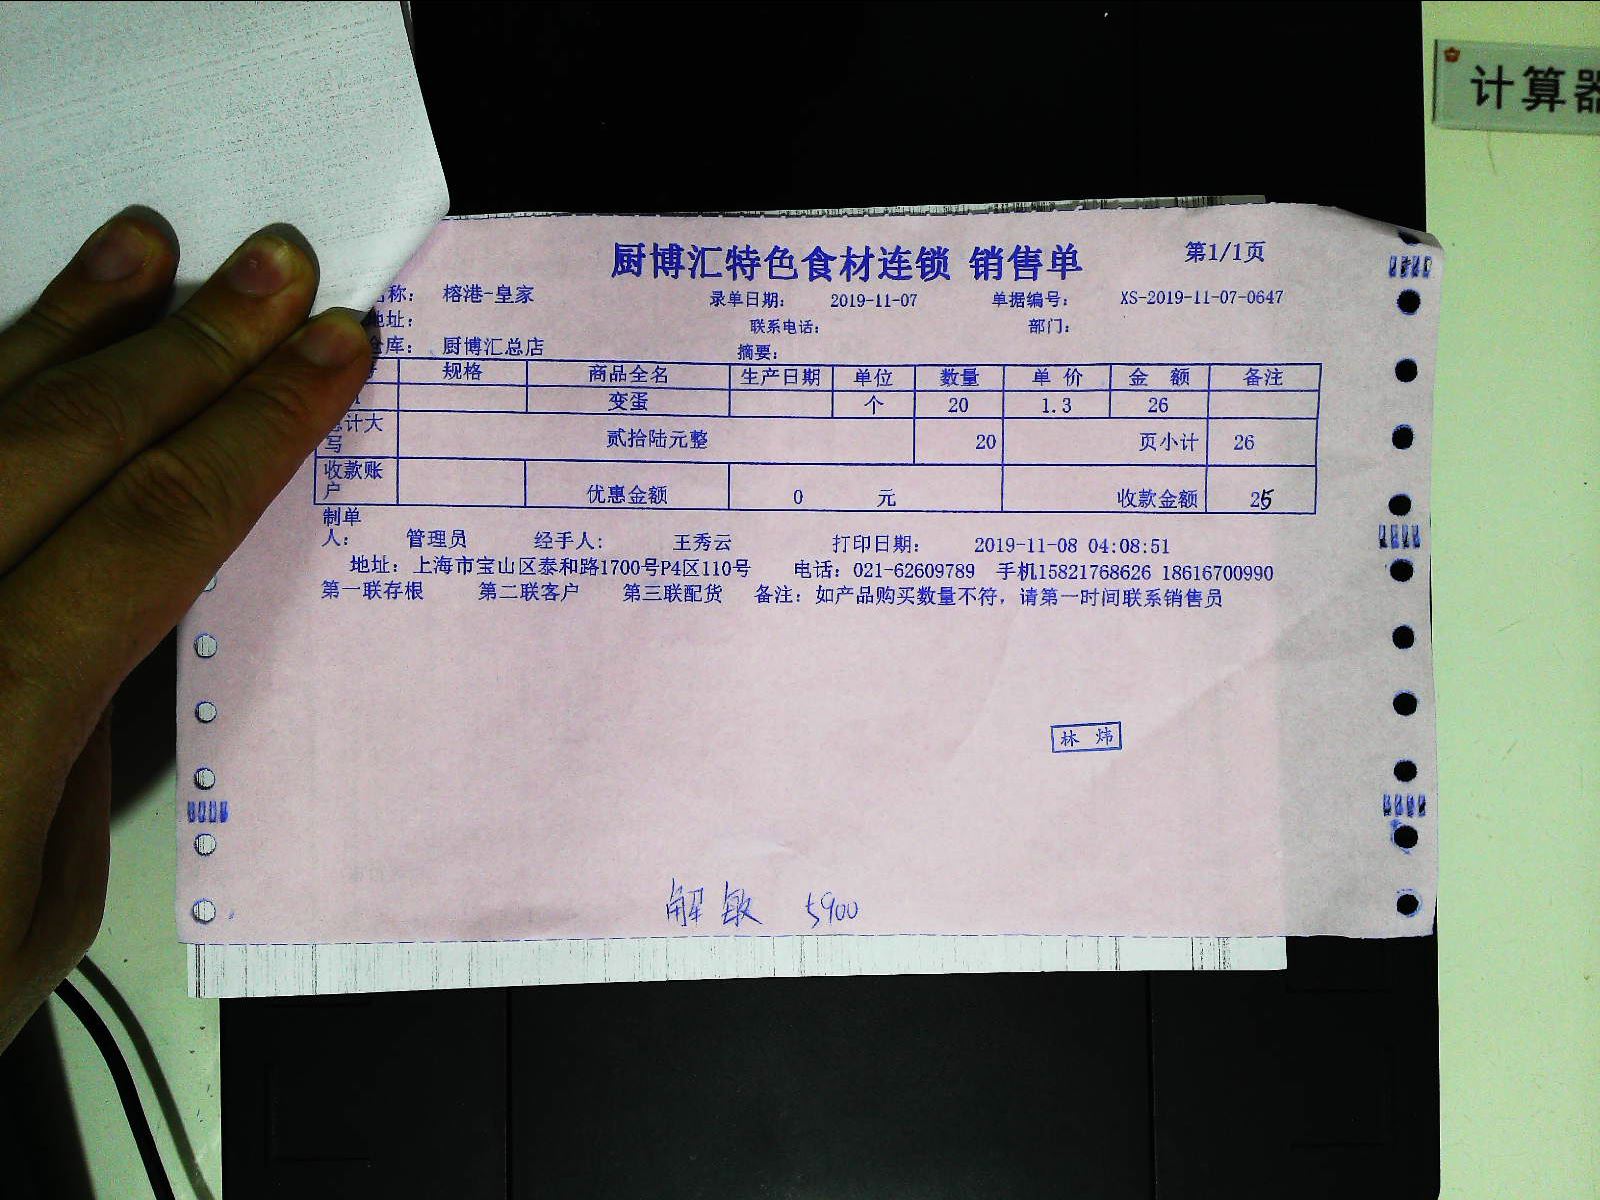 计算器
厨博汇特色食材连锁 销售单 第1/1页
称： 榕港-皇家 录单日期： 2019-11-07 单据编号： XS-2019-11-07-0647
地址： 联系电话： 部门：
仓库： 厨博汇总店 摘要：
规格 商品全名 生产日期 单位 数量 单 价 金 额 备注
1 变蛋 个 20 1.3 26
总计大写 贰拾陆元整 20 页小计 26
收款账户 优惠金额 0 元 收款金额 25
制单人： 管理员 经手人： 王秀云 打印日期： 2019-11-08 04:08:51
地址：上海市宝山区泰和路1700号P4区110号 电话：021-62609789 手机15821768626 18616700990
第一联存根 第二联客户 第三联配货 备注：如产品购买数量不符，请第一时间联系销售员
林 炜
解敏 5900